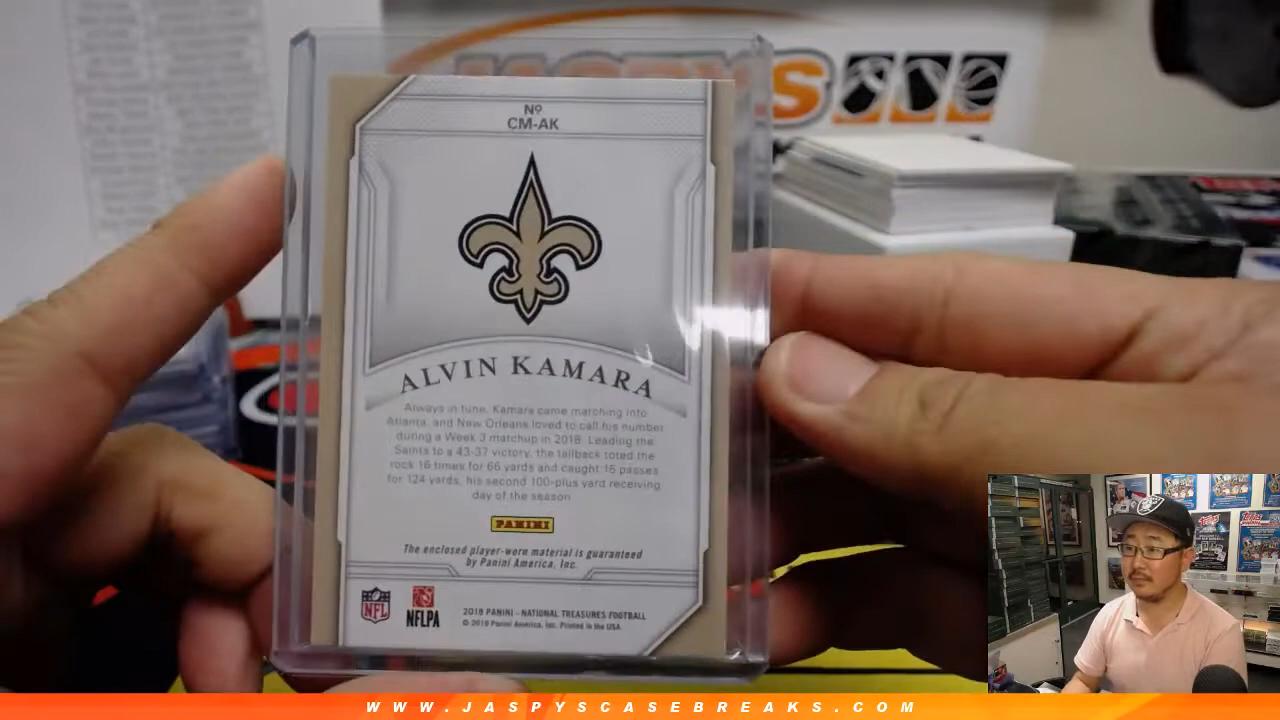 JASPY'S
Nº
CM-AK
ALVIN KAMARA
Always in tune, Kamara came marching into
Atlanta, and New Orleans loved to call his number
during a Week 3 matchup in 2018. Leading the
Saints to a 43-37 victory, the tailback toted the
rock 16 times for 66 yards and caught 15 passes
for 124 yards, his second 100-plus yard receiving
day of the season
PANINI
The enclosed player-worn material is guaranteed
by Panini America, Inc.
NFL
NFLPA
2018 PANINI – NATIONAL TREASURES FOOTBALL
© 2019 Panini America, Inc. Printed in the USA.
WWW.JASPYSCASEBREAKS.COM